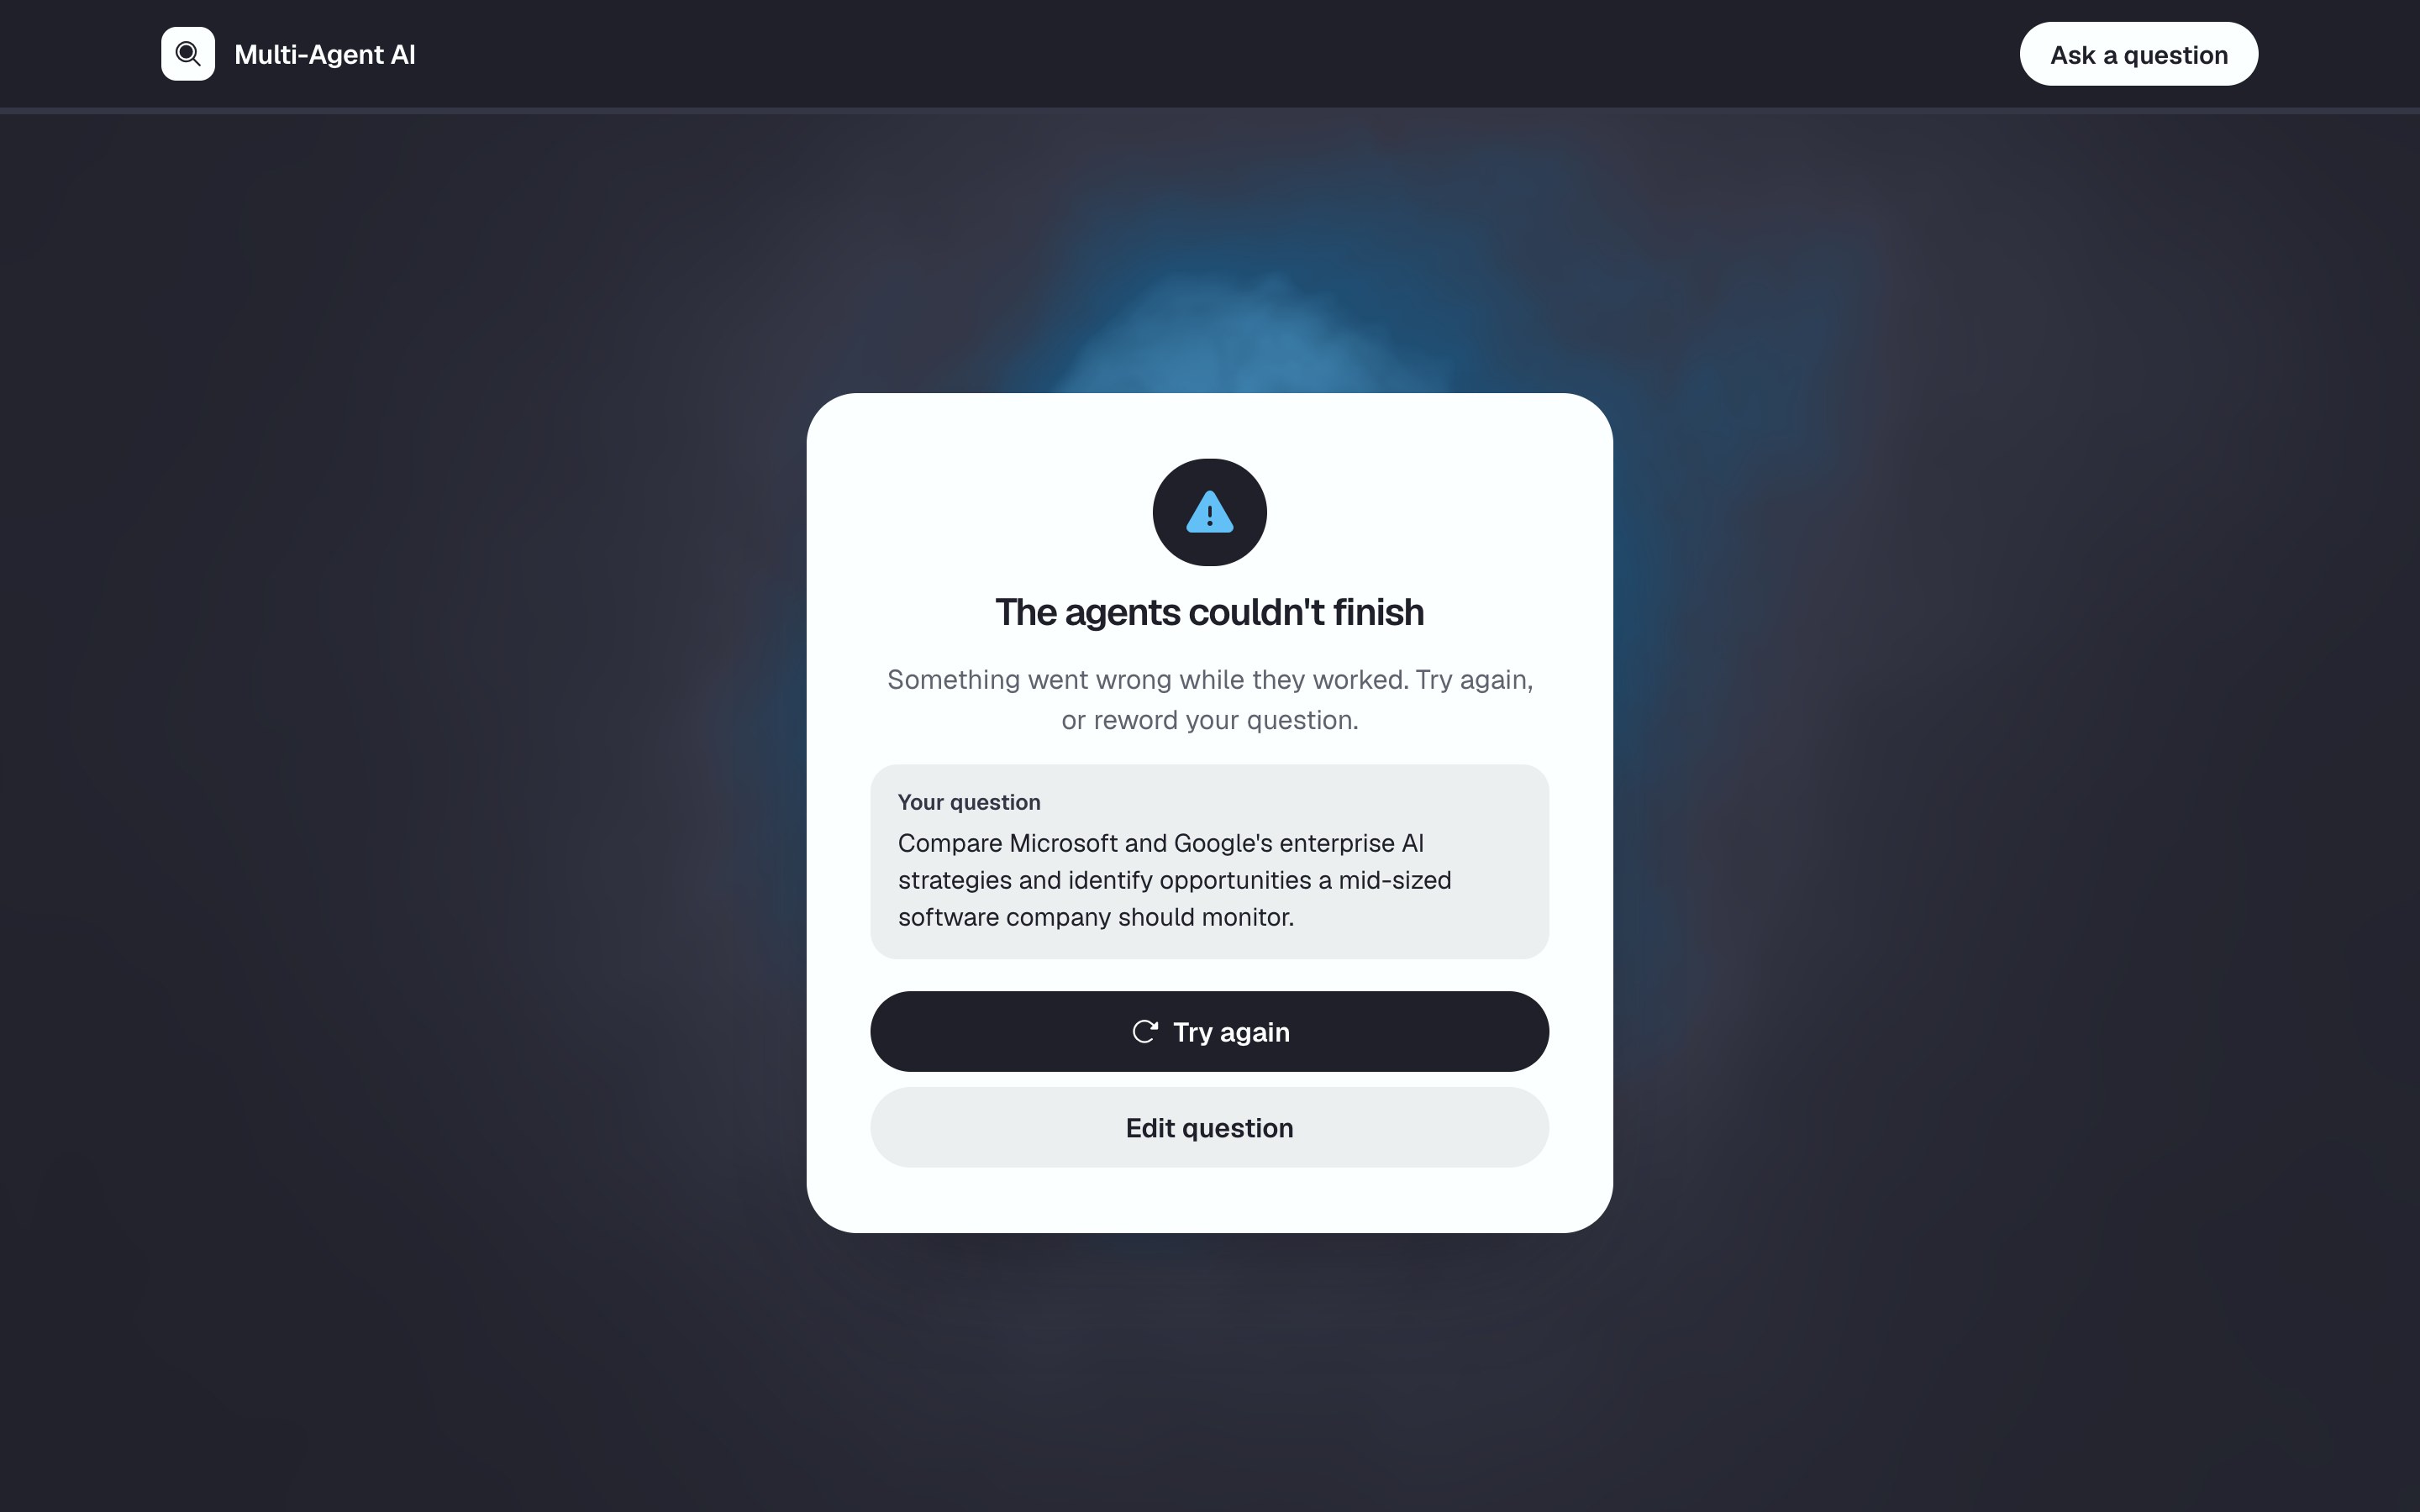 Multi-Agent AI
Ask a question
The agents couldn't finish
Something went wrong while they worked. Try again,
or reword your question.
Your question
Compare Microsoft and Google's enterprise AI
strategies and identify opportunities a mid-sized
software company should monitor.
Try again
Edit question